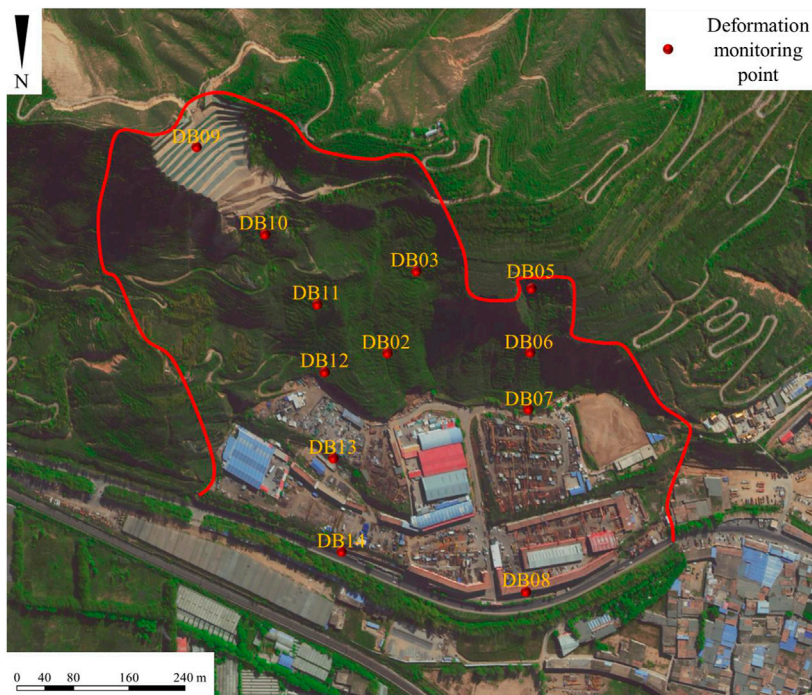 Deformation
monitoring
point
N
DB09
DB10
DB03
DB05
DB11
DB06
DB02
DB12
DB07
DB13
DB14
DB08
0 40 80 160 240 m